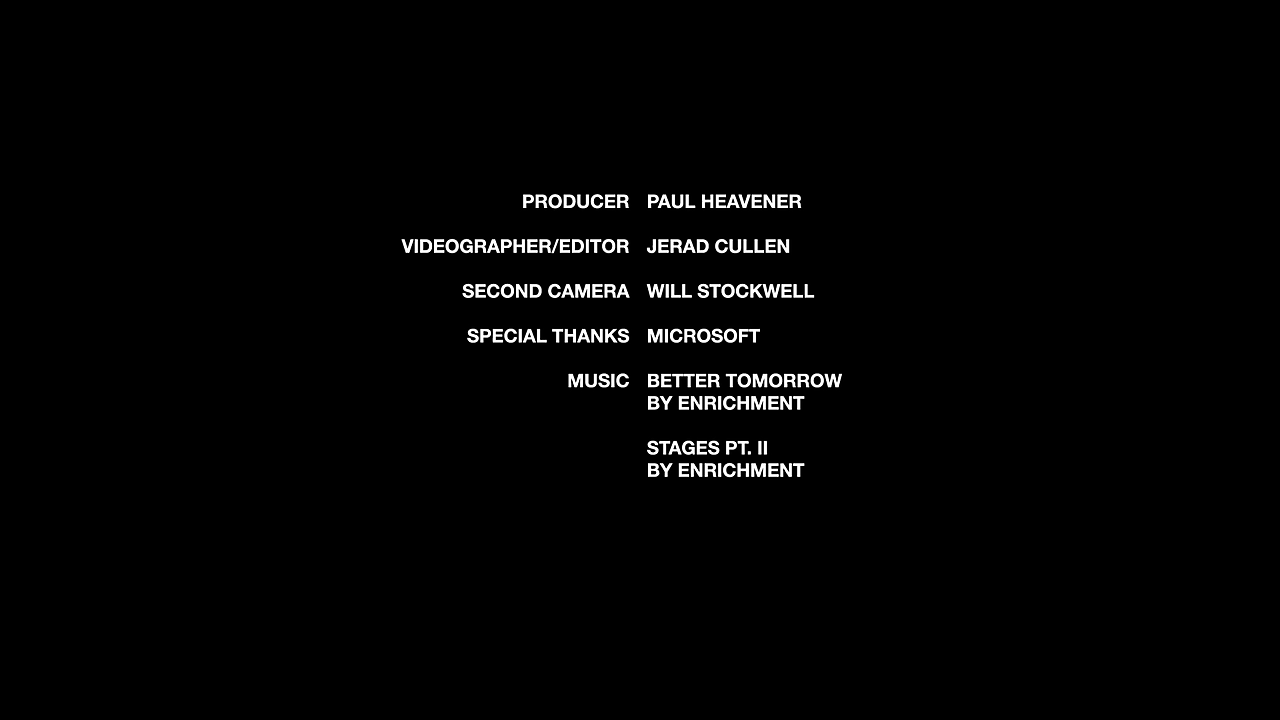 PRODUCER PAUL HEAVENER
VIDEOGRAPHER/EDITOR JERAD CULLEN
SECOND CAMERA WILL STOCKWELL
SPECIAL THANKS MICROSOFT
MUSIC BETTER TOMORROW
BY ENRICHMENT
STAGES PT. II
BY ENRICHMENT